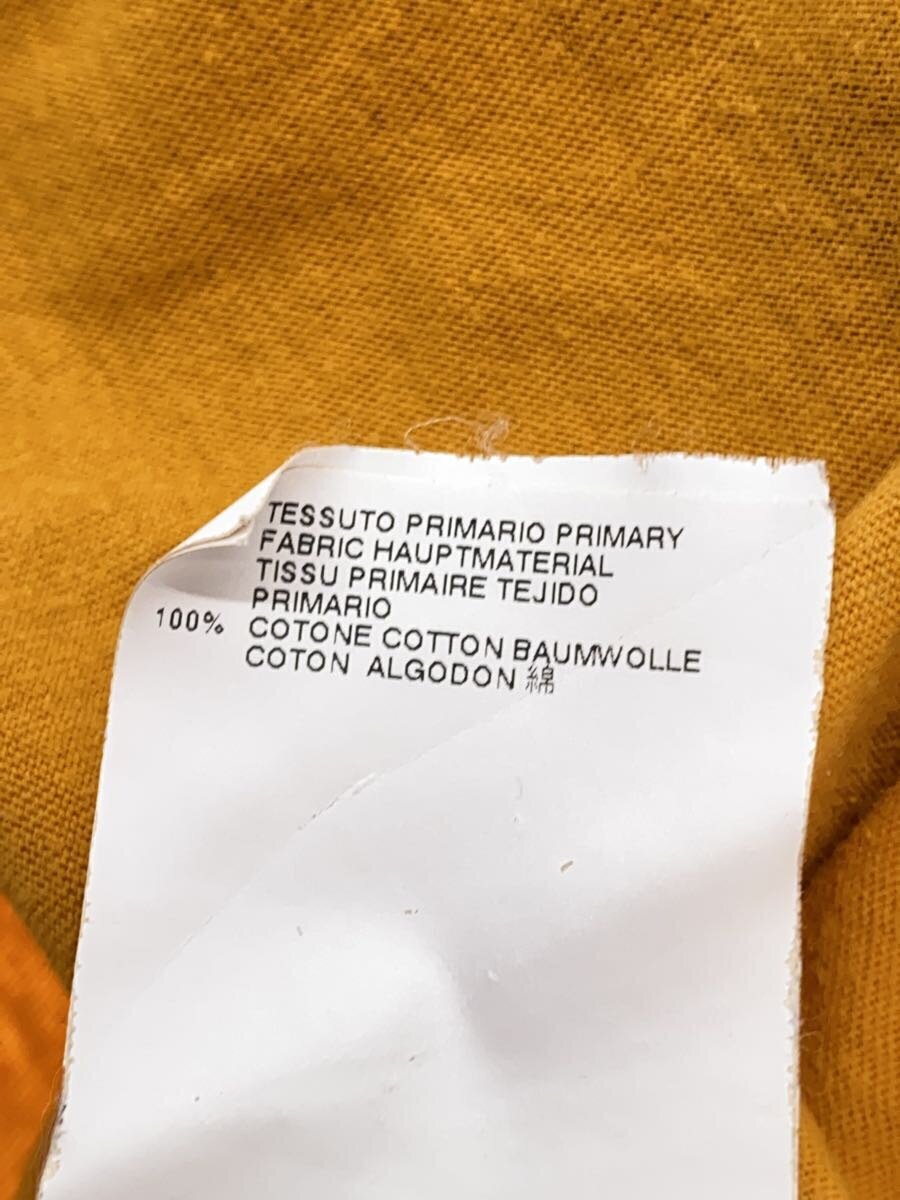 TESSUTO PRIMARIO PRIMARY
FABRIC HAUPTMATERIAL
TISSU PRIMAIRE TEJIDO
PRIMARIO
100% COTONE COTTON BAUMWOLLE
COTON ALGODON 綿